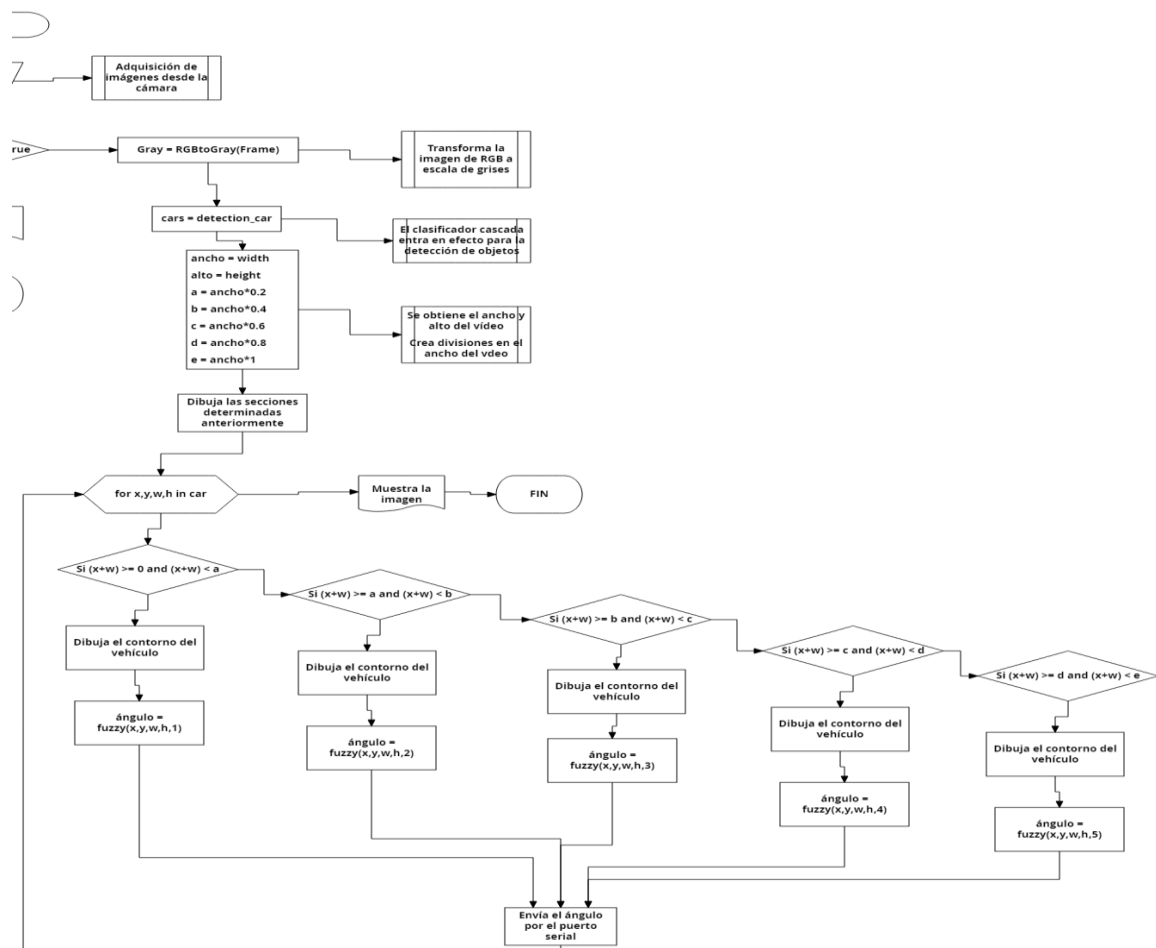 Adquisición de
imágenes desde la
cámara
rue
Gray = RGBtoGray(Frame)
Transforma la
imagen de RGB a
escala de grises
cars = detection_car
El clasificador cascada
entra en efecto para la
detección de objetos
ancho = width
alto = height
a = ancho*0.2
b = ancho*0.4
c = ancho*0.6
d = ancho*0.8
e = ancho*1
Se obtiene el ancho y
alto del vídeo
Crea divisiones en el
ancho del vdeo
Dibuja las secciones
determinadas
anteriormente
for x,y,w,h in car
Muestra la
imagen
FIN
Si (x+w) >= 0 and (x+w) < a
Si (x+w) >= a and (x+w) < b
Si (x+w) >= b and (x+w) < c
Si (x+w) >= c and (x+w) < d
Si (x+w) >= d and (x+w) < e
Dibuja el contorno del
vehículo
Dibuja el contorno del
vehículo
Dibuja el contorno del
vehículo
Dibuja el contorno del
vehículo
Dibuja el contorno del
vehículo
ángulo =
fuzzy(x,y,w,h,1)
ángulo =
fuzzy(x,y,w,h,2)
ángulo =
fuzzy(x,y,w,h,3)
ángulo =
fuzzy(x,y,w,h,4)
ángulo =
fuzzy(x,y,w,h,5)
Envía el ángulo
por el puerto
serial